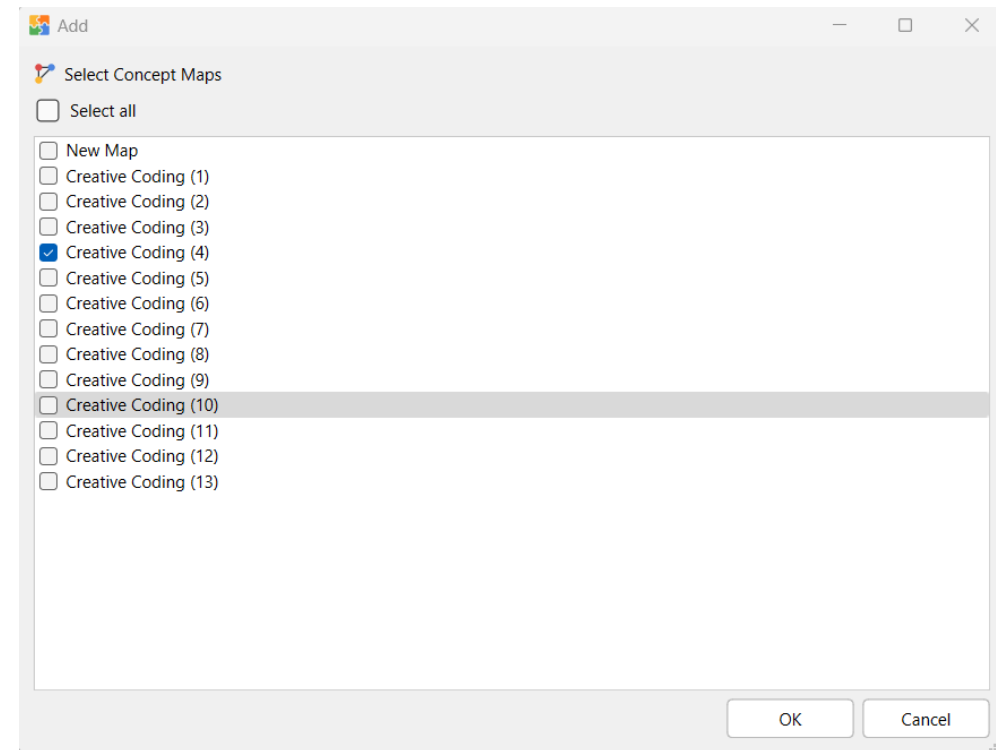 Add
Select Concept Maps
Select all
New Map
Creative Coding (1)
Creative Coding (2)
Creative Coding (3)
Creative Coding (4)
Creative Coding (5)
Creative Coding (6)
Creative Coding (7)
Creative Coding (8)
Creative Coding (9)
Creative Coding (10)
Creative Coding (11)
Creative Coding (12)
Creative Coding (13)
OK Cancel